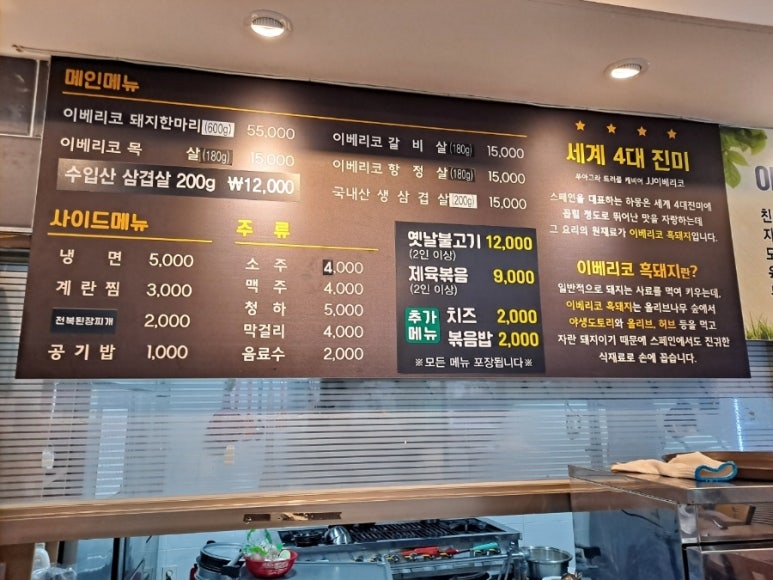 메인메뉴
이베리코 돼지한마리(600g) 55,000
이베리코 목 살(180g) 15,000
수입산 삼겹살 200g ₩12,000
이베리코 갈 비 살(180g) 15,000
이베리코 항 정 살(180g) 15,000
국내산 생 삼 겹 살(200g) 15,000
사이드메뉴
냉 면 5,000
계 란 찜 3,000
전복된장찌개 2,000
공 기 밥 1,000
주 류
소 주 4,000
맥 주 4,000
청 하 5,000
막걸리 4,000
음료수 2,000
옛날불고기 12,000
(2인 이상)
제육볶음 9,000
(2인 이상)
추가 메뉴
치즈 2,000
볶음밥 2,000
※모든 메뉴 포장됩니다※
세계 4대 진미
푸아그라 트러플 캐비어 JJ이베리코
스페인을 대표하는 하몽은 세계 4대진미에
꼽힐 정도로 뛰어난 맛을 자랑하는데
그 요리의 원재료가 이베리코 흑돼지입니다.
이베리코 흑돼지란?
일반적으로 돼지는 사료를 먹여 키우는데,
이베리코 흑돼지는 올리브나무 숲에서
야생도토리와 올리브, 허브 등을 먹고
자란 돼지이기 때문에 스페인에서도 진귀한
식재료로 손에 꼽습니다.